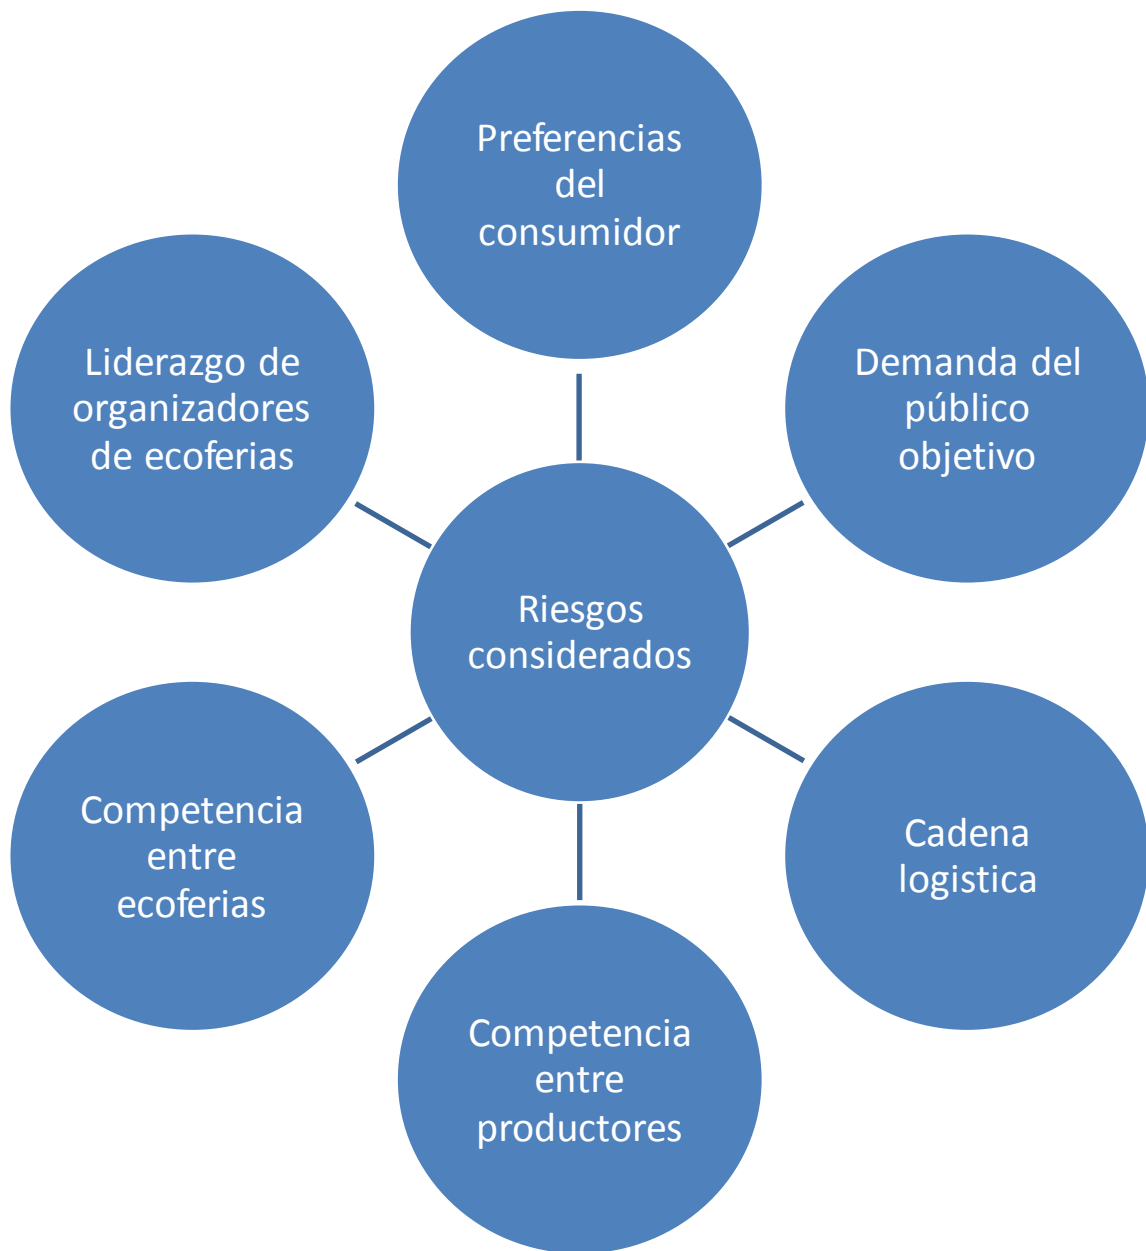 Preferencias
del
consumidor
Liderazgo de
organizadores
de ecoferias
Demanda del
público
objetivo
Riesgos
considerados
Competencia
entre
ecoferias
Cadena
logistica
Competencia
entre
productores